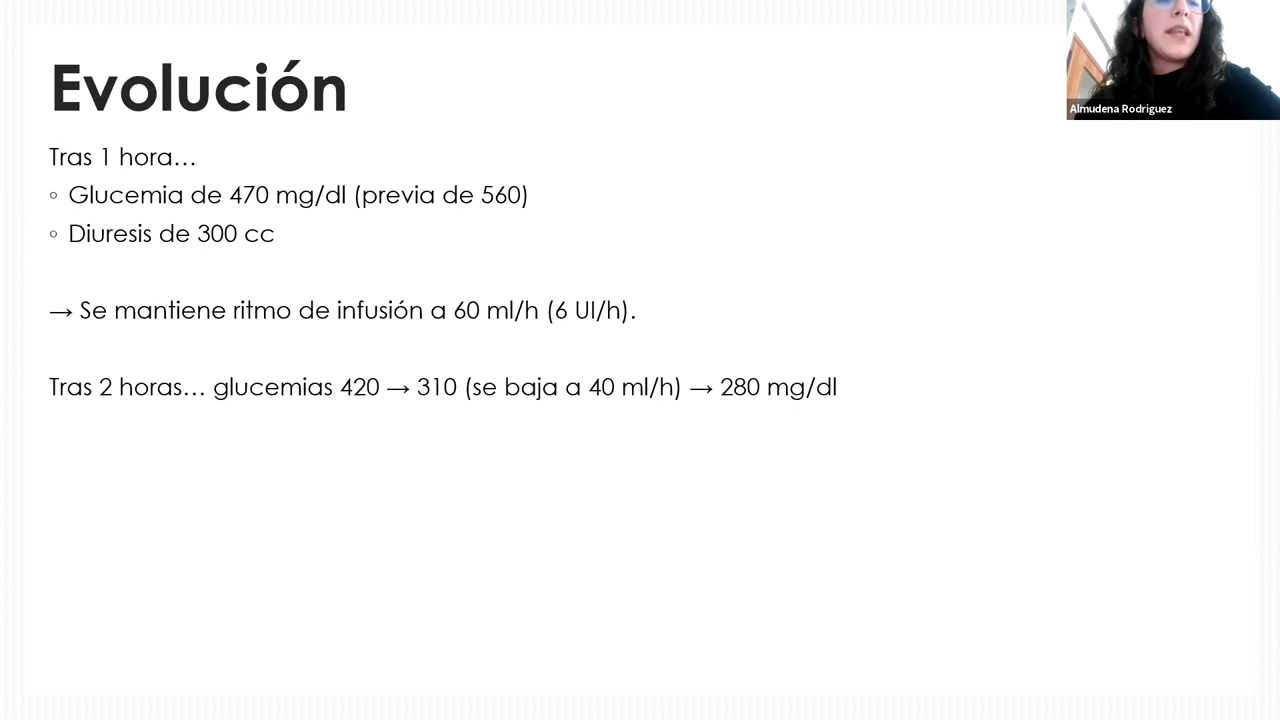 Evolución
Almudena Rodriguez
Tras 1 hora…
◦ Glucemia de 470 mg/dl (previa de 560)
◦ Diuresis de 300 cc
→ Se mantiene ritmo de infusión a 60 ml/h (6 UI/h).
Tras 2 horas… glucemias 420 → 310 (se baja a 40 ml/h) → 280 mg/dl